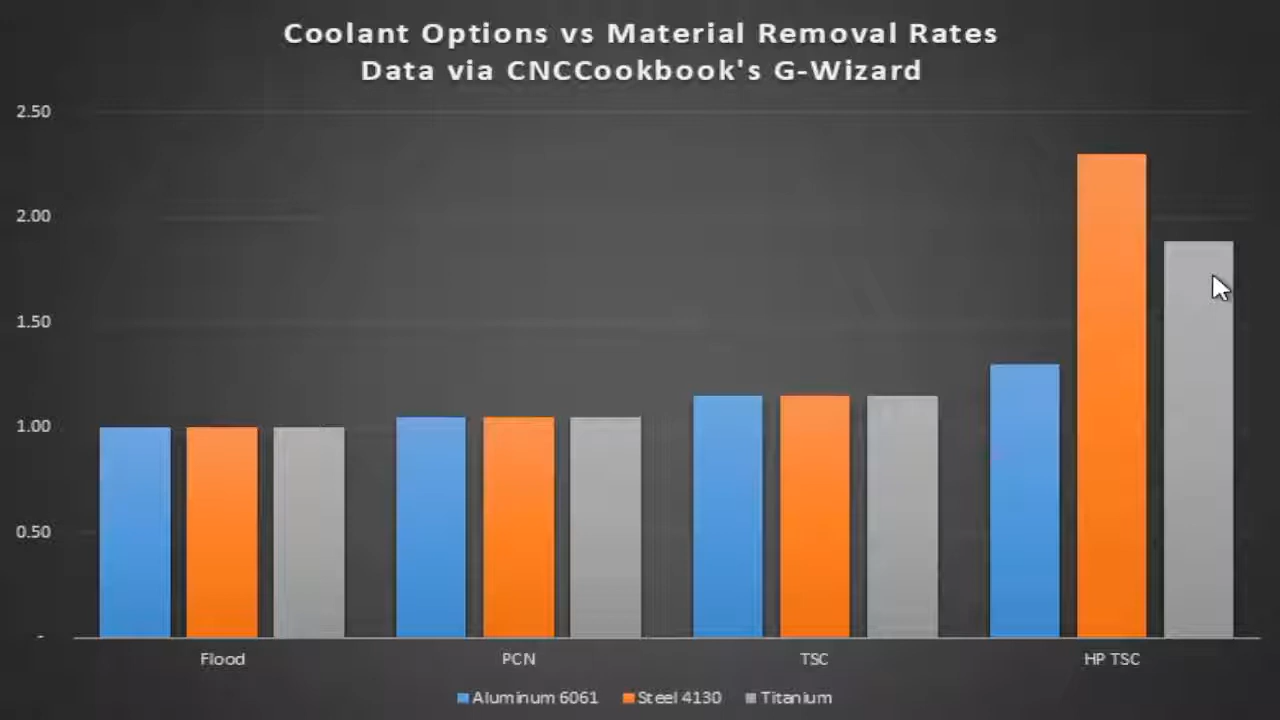 Coolant Options vs Material Removal Rates
Data via CNCCookbook's G-Wizard
2.50
2.00
1.50
1.00
0.50
-
Flood PCN TSC HP TSC
Aluminum 6061 Steel 4130 Titanium